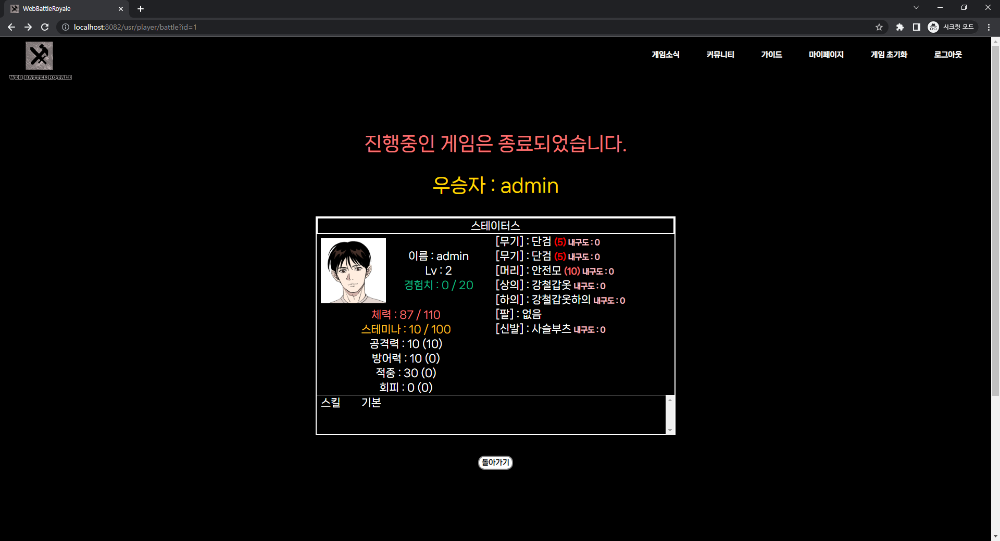 WebBattleRoyale
localhost:8082/usr/player/battle?id=1
시크릿 모드
WEB BATTLE ROYALE
게임소식 커뮤니티 가이드 마이페이지 게임 초기화 로그아웃
진행중인 게임은 종료되었습니다.
우승자 : admin
스테이터스
이름 : admin
Lv : 2
경험치 : 0 / 20
체력 : 87 / 110
스테미나 : 10 / 100
공격력 : 10 (10)
방어력 : 10 (0)
적중 : 30 (0)
회피 : 0 (0)
[무기] : 단검 (5) 내구도 : 0
[무기] : 단검 (5) 내구도 : 0
[머리] : 안전모 (10) 내구도 : 0
[상의] : 강철갑옷 내구도 : 0
[하의] : 강철갑옷하의 내구도 : 0
[팔] : 없음
[신발] : 사슬부츠 내구도 : 0
스킬 기본
돌아가기